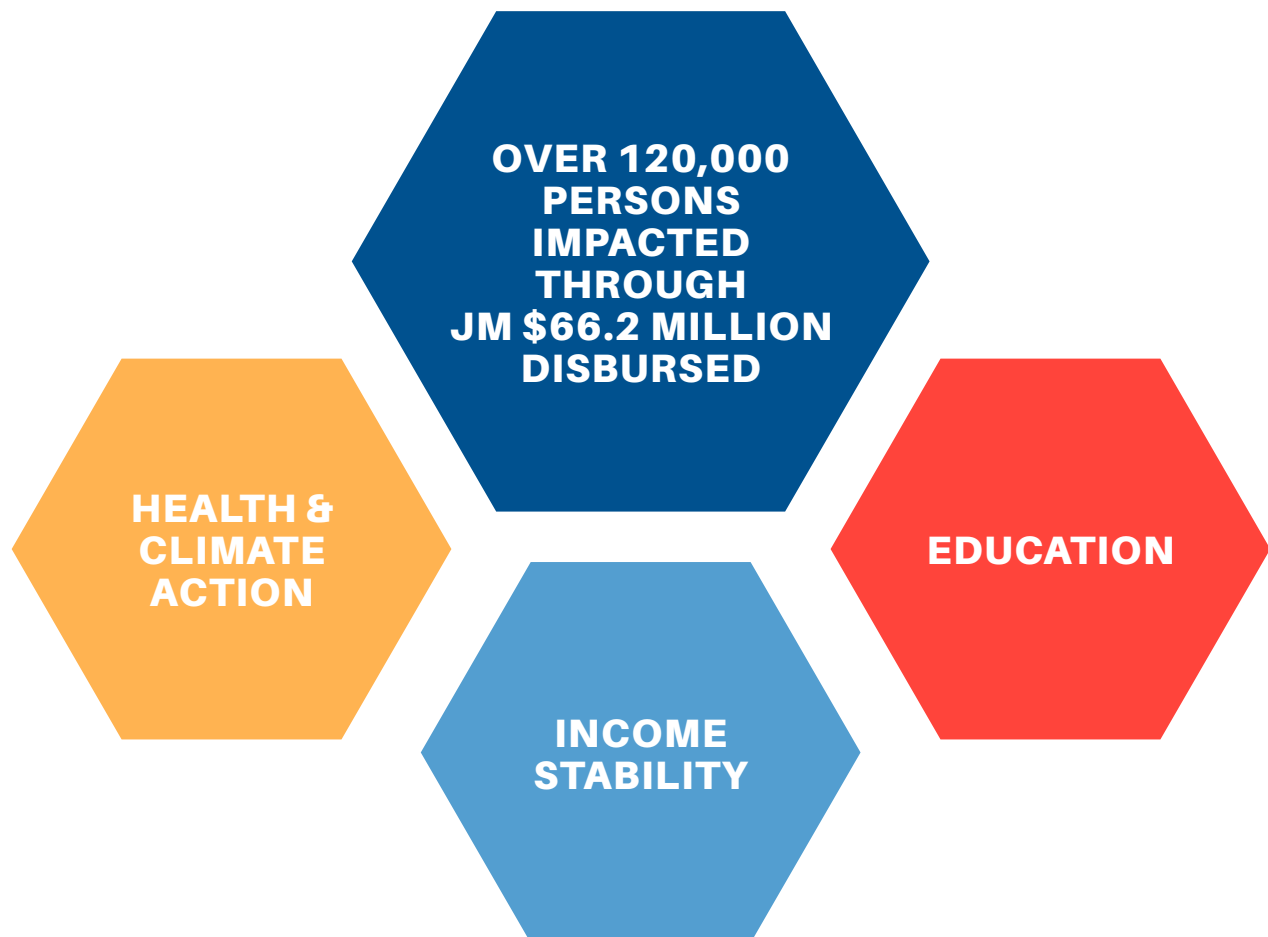 OVER 120,000
PERSONS
IMPACTED
THROUGH
JM $66.2 MILLION
DISBURSED
HEALTH &
CLIMATE
ACTION
EDUCATION
INCOME
STABILITY